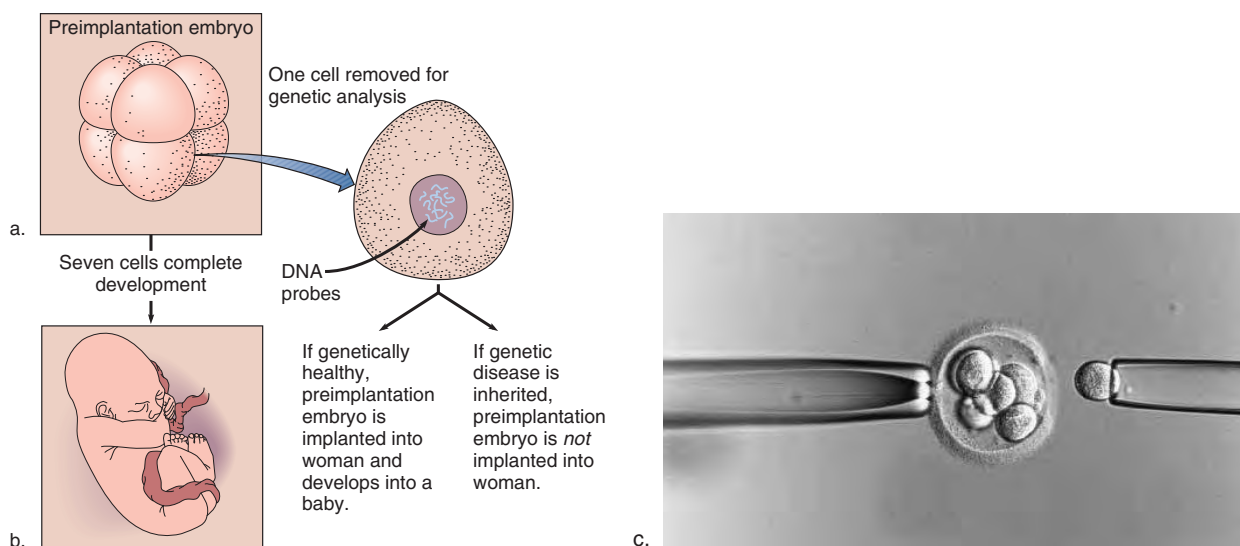 Preimplantation embryo
One cell removed for
genetic analysis
a.
Seven cells complete
development
DNA
probes
If genetically
healthy,
preimplantation
embryo is
implanted into
woman and
develops into a
baby.
If genetic
disease is
inherited,
preimplantation
embryo is not
implanted into
woman.
b.
c.